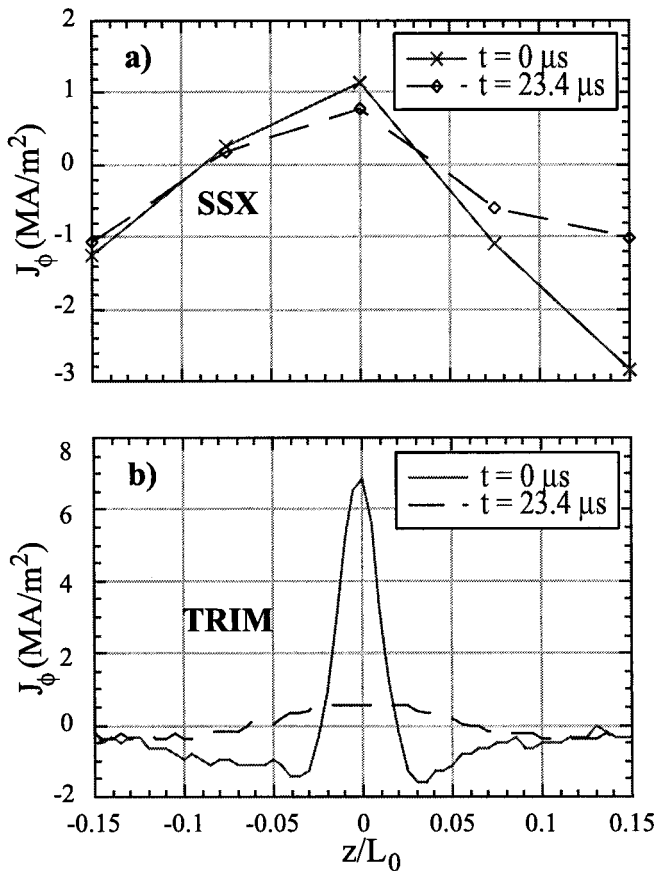 a)
t = 0 μs
t = 23.4 μs
SSX
J_ϕ (MA/m²)
2
1
0
-1
-2
-3
b)
t = 0 μs
t = 23.4 μs
TRIM
J_ϕ (MA/m²)
8
6
4
2
0
-2
-0.15
-0.1
-0.05
0
0.05
0.1
0.15
z/L₀